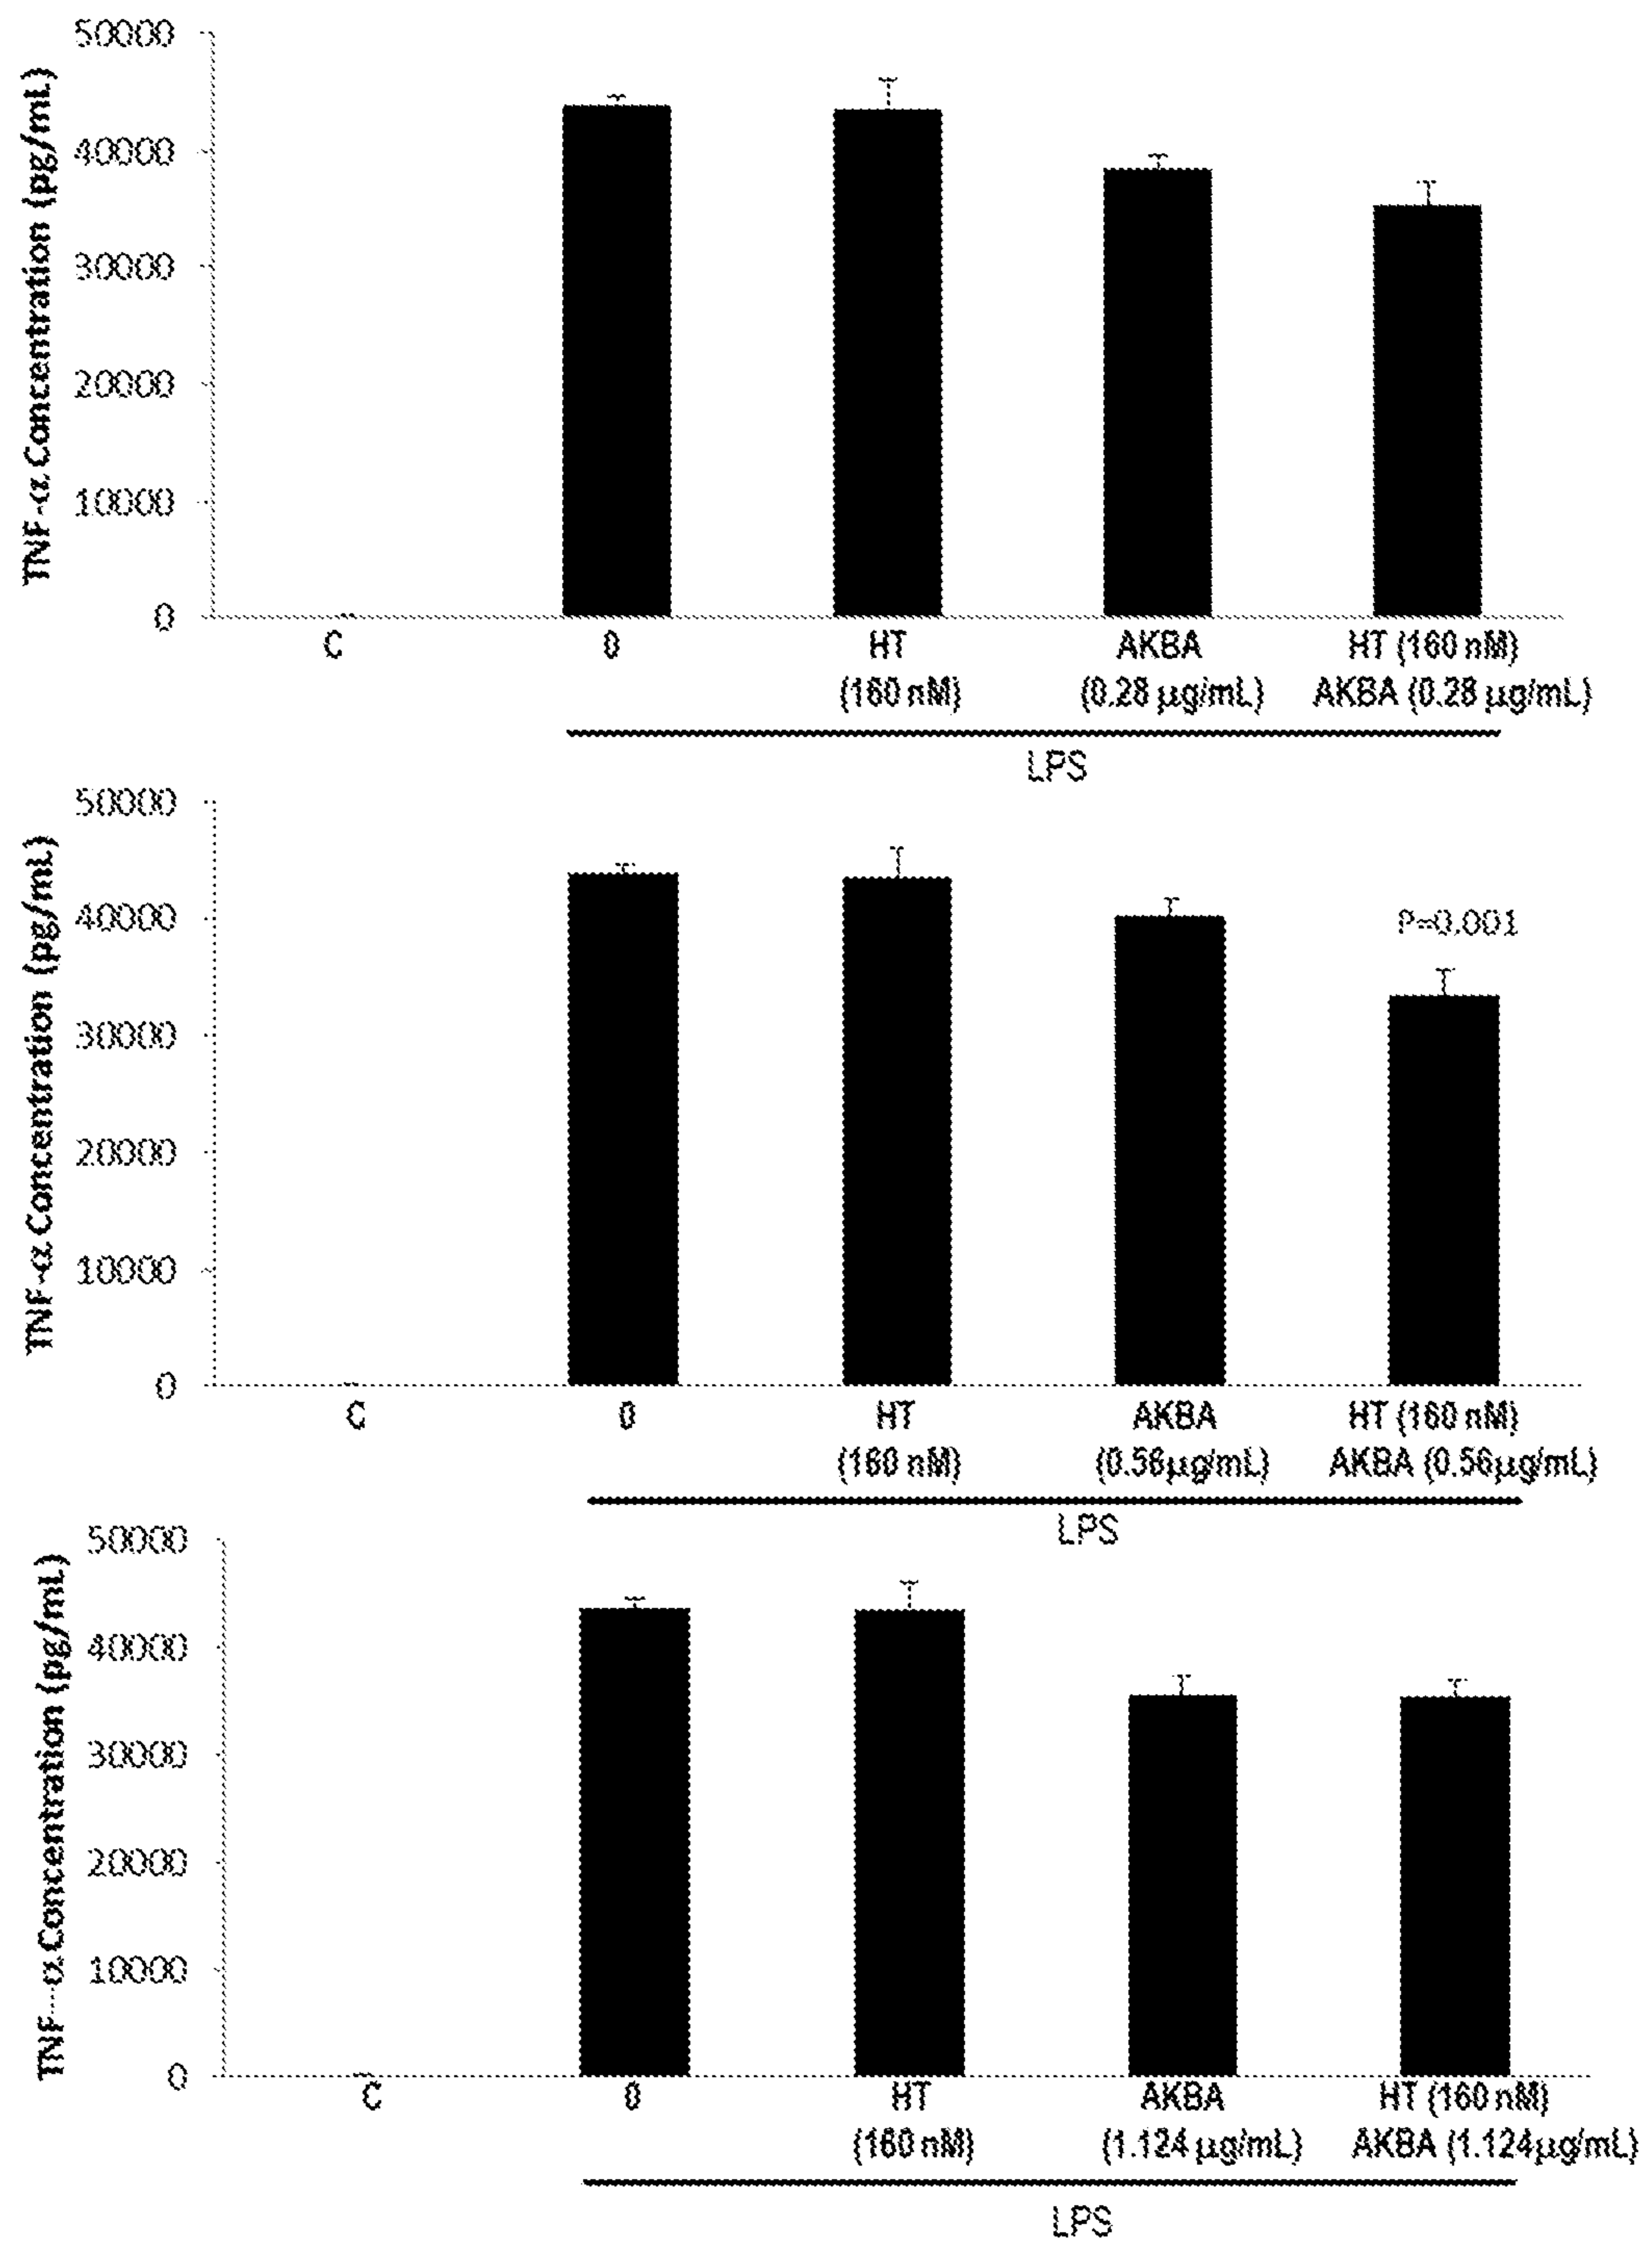 TNF-α Concentration (pg/mL)
50000
40000
30000
20000
10000
0
C
0
HT
(160 nM)
AKBA
(0.28 µg/mL)
HT (160 nM)
AKBA (0.28 µg/mL)
LPS
TNF-α Concentration (pg/mL)
50000
40000
30000
20000
10000
0
P=0.001
C
0
HT
(160 nM)
AKBA
(0.56µg/mL)
HT (160 nM)
AKBA (0.56µg/mL)
LPS
TNF-α Concentration (pg/mL)
50000
40000
30000
20000
10000
0
C
0
HT
(160 nM)
AKBA
(1.124 µg/mL)
HT (160 nM)
AKBA (1.124µg/mL)
LPS